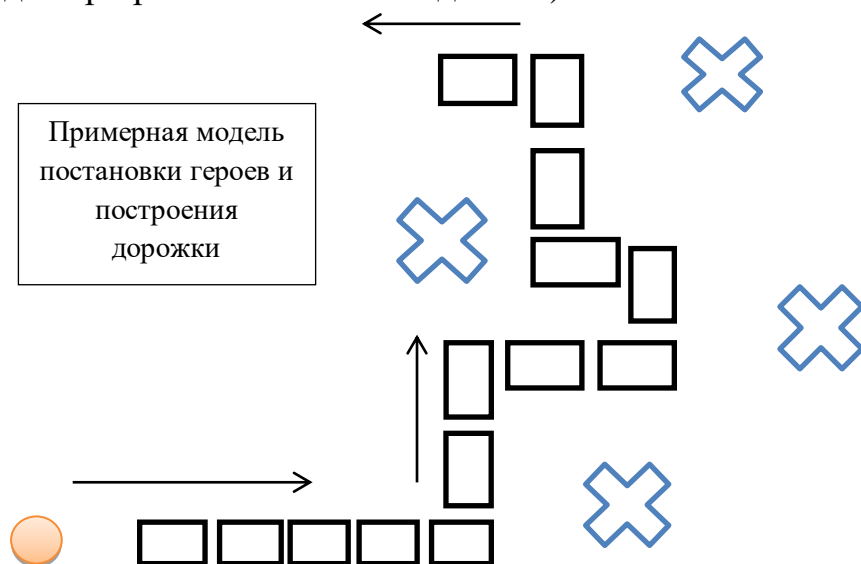 Примерная модель
постановки героев и
построения
дорожки